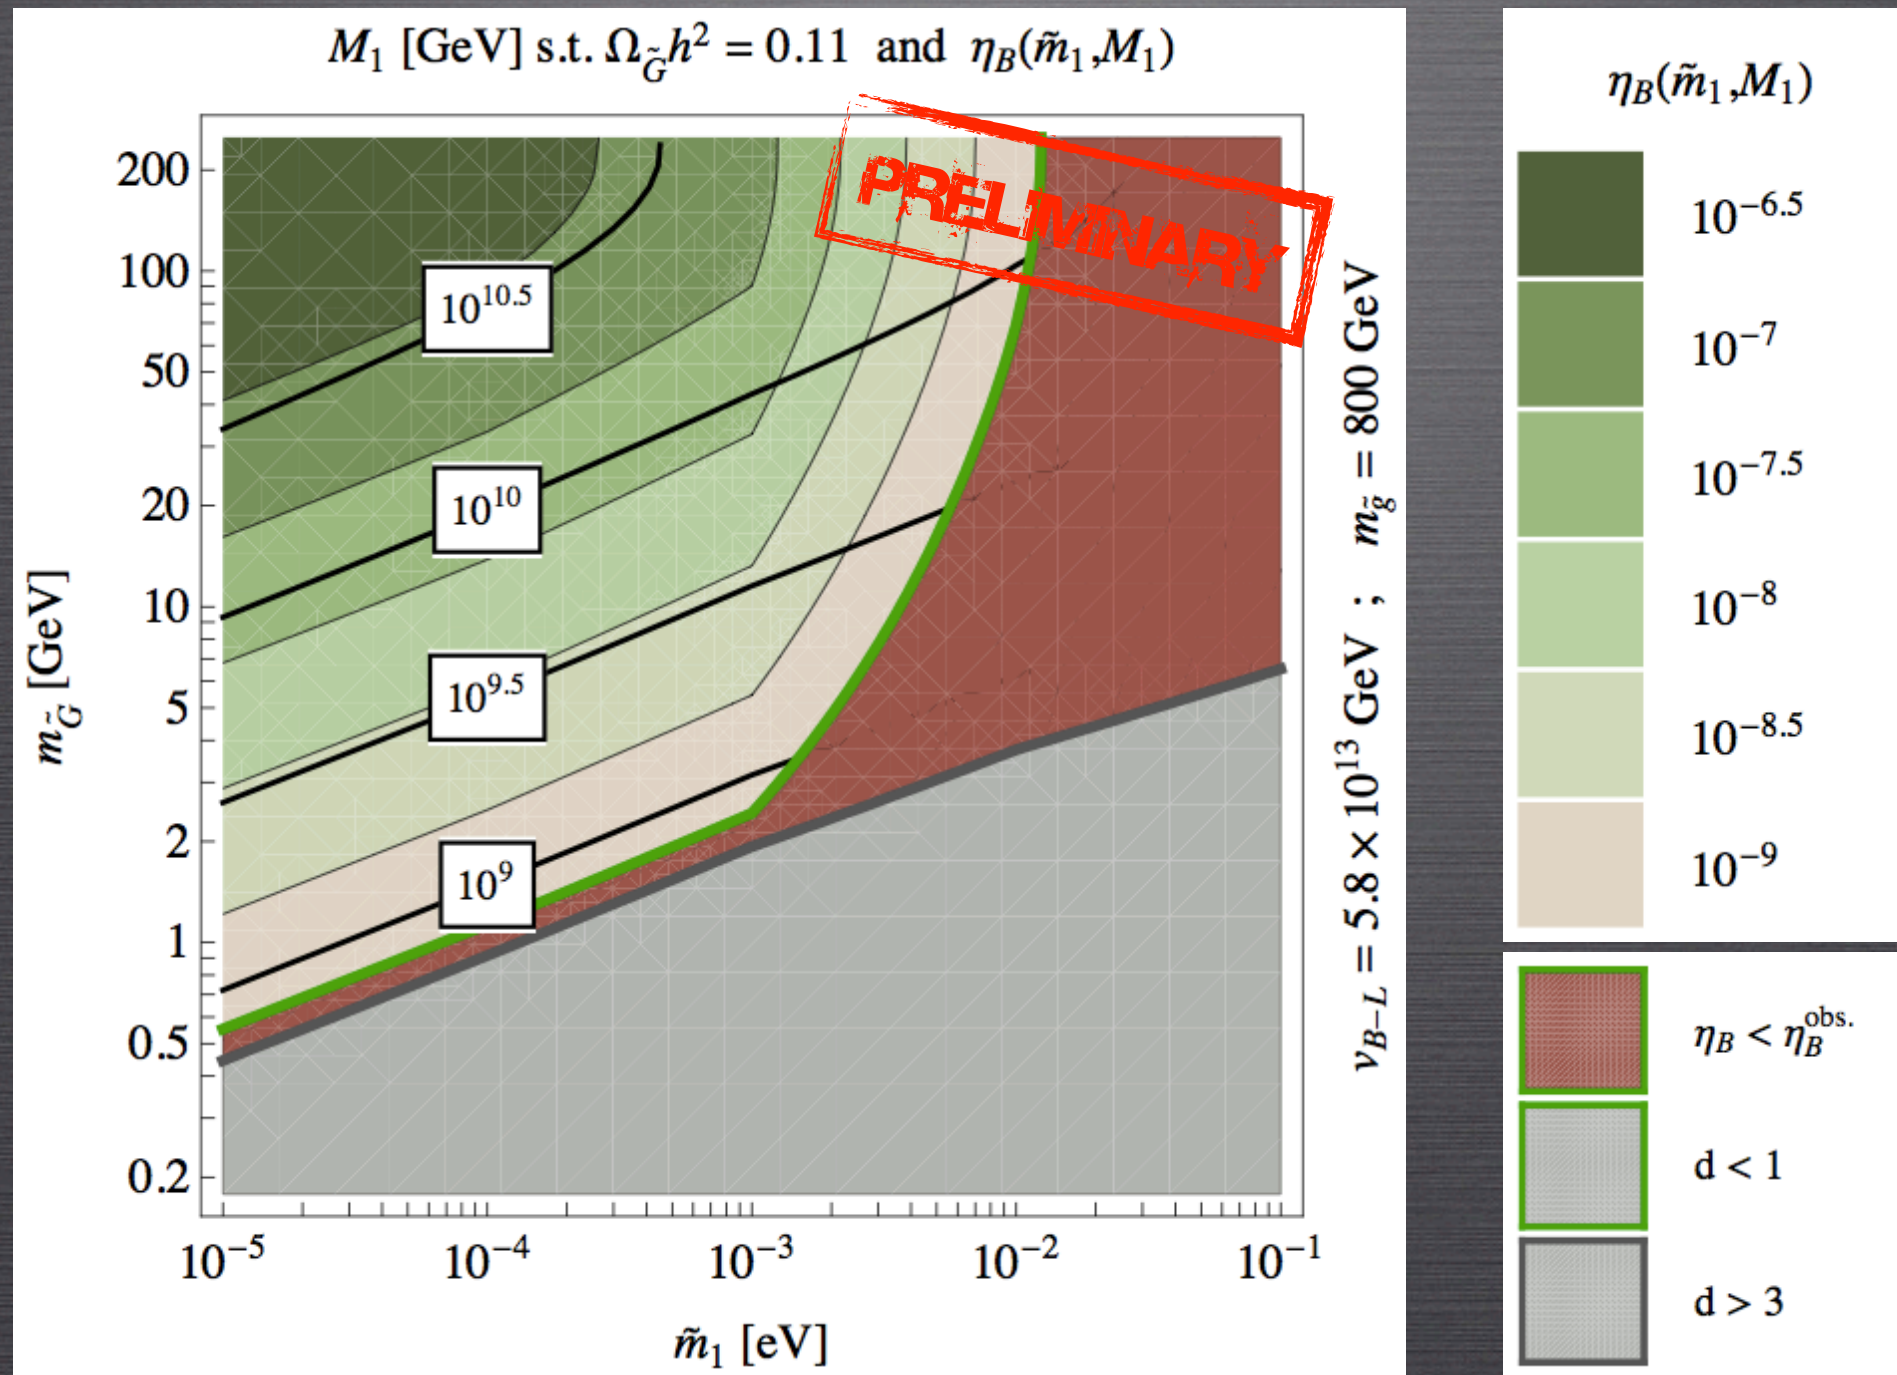 M₁ [GeV] s.t. Ω_G̃ h² = 0.11 and η_B(m̃₁,M₁)
PRELIMINARY
200
100
50
20
10
5
2
1
0.5
0.2
m_G̃ [GeV]
10^10.5
10^10
10^9.5
10^9
10⁻⁵ 10⁻⁴ 10⁻³ 10⁻² 10⁻¹
m̃₁ [eV]
v_B−L = 5.8 × 10¹³ GeV ; m_g̃ = 800 GeV
η_B(m̃₁,M₁)
10^−6.5
10^−7
10^−7.5
10^−8
10^−8.5
10^−9
η_B < η_B^obs.
d < 1
d > 3